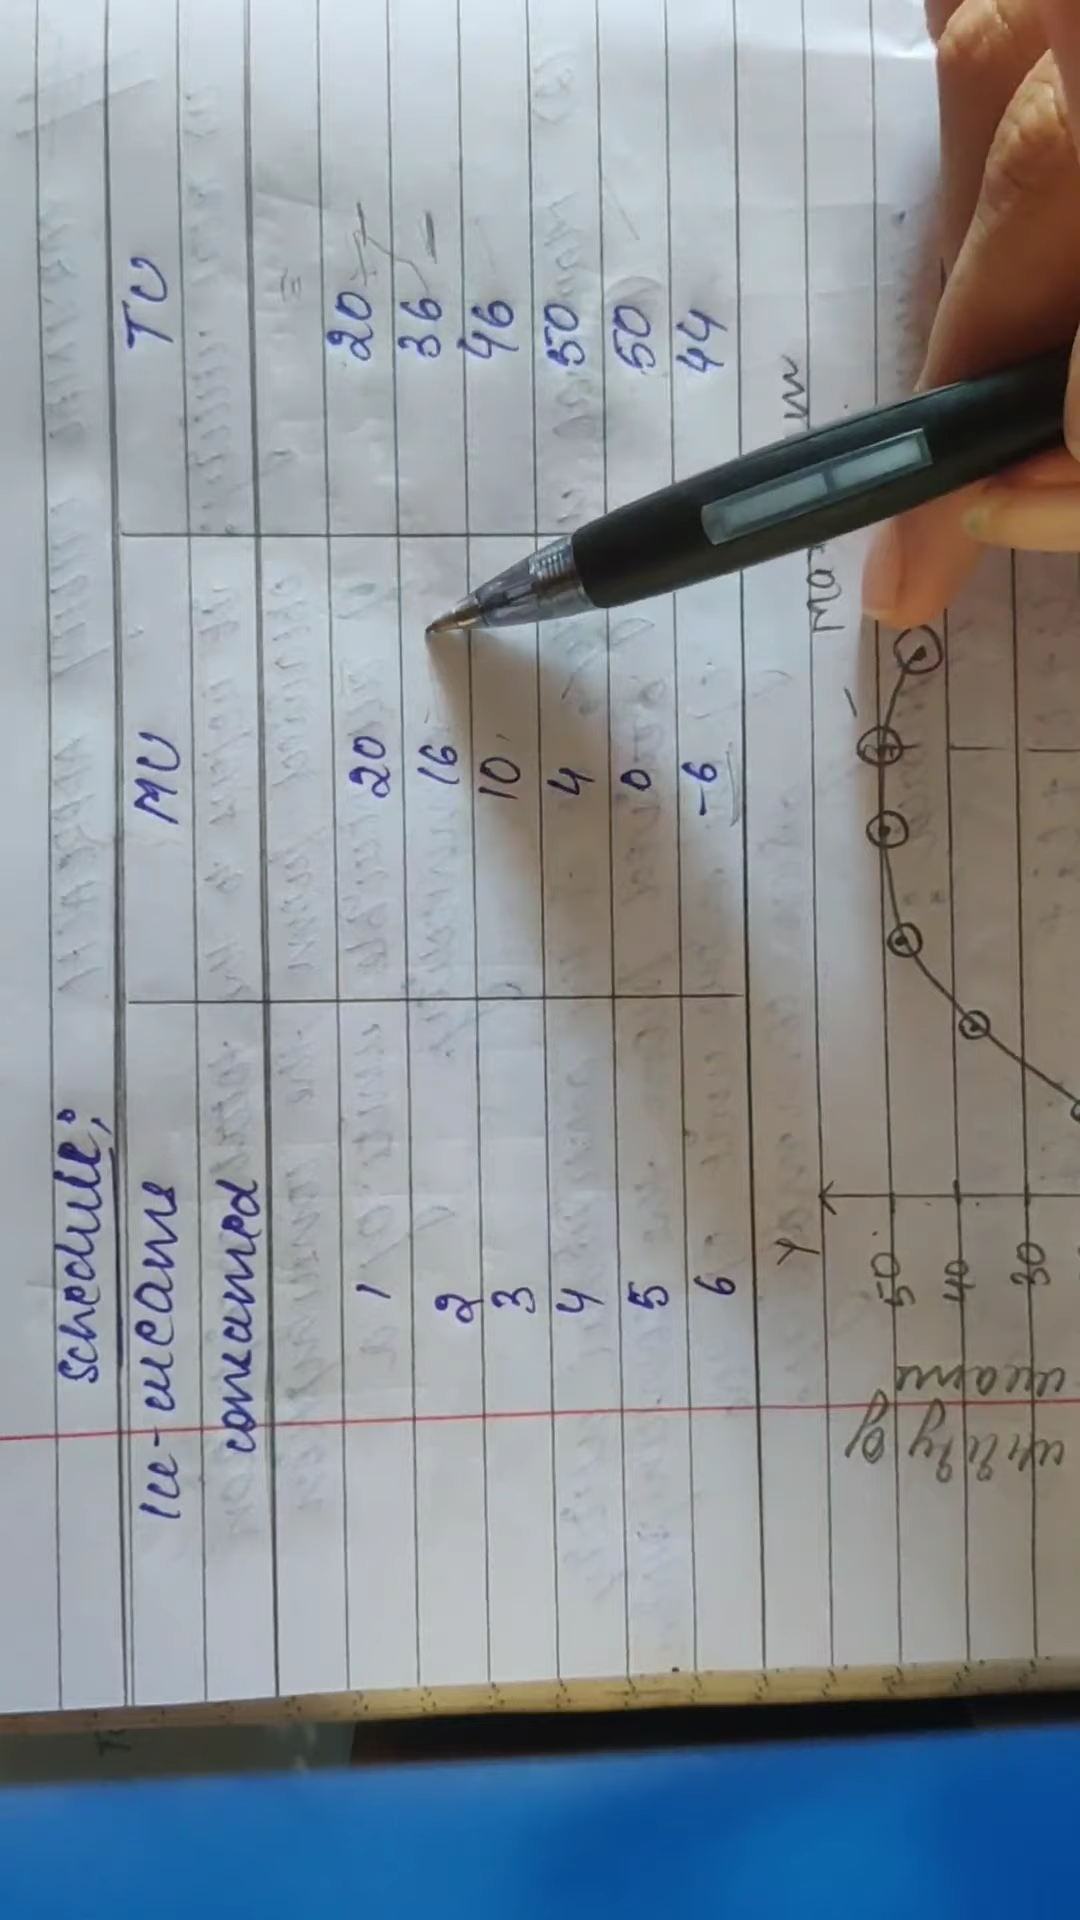 Schedule:
Ice-creams MU TU
consumed
1 20 20
2 16 36
3 10 46
4 4 50
5 0 50
6 -6 44
Y
50
40
30
utility of